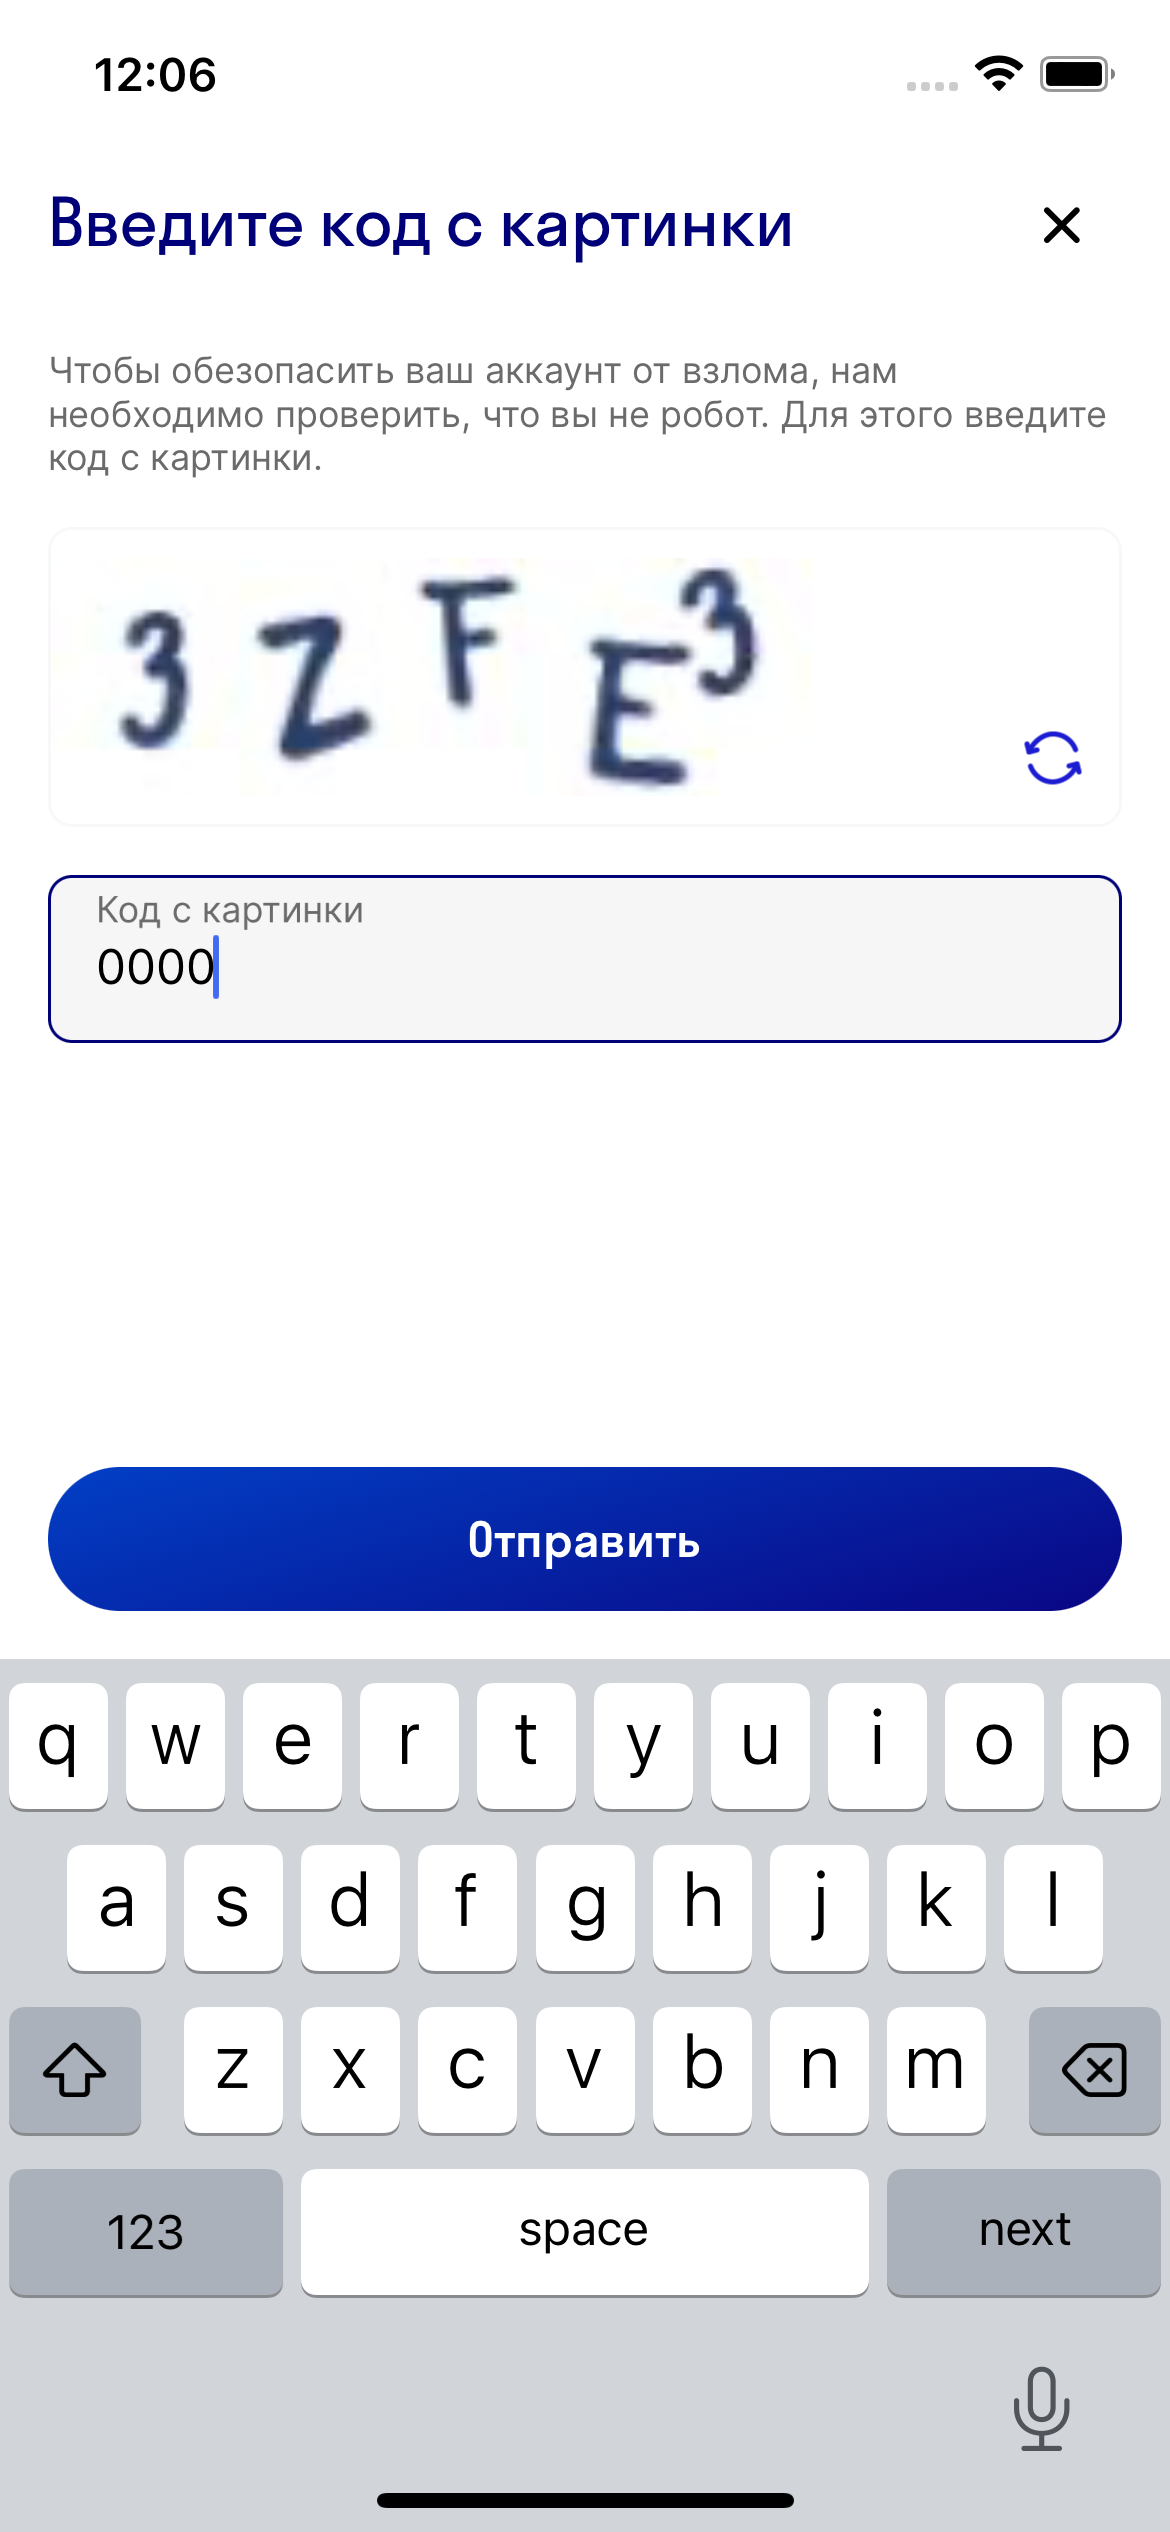 12:06
Введите код с картинки
Чтобы обезопасить ваш аккаунт от взлома, нам
необходимо проверить, что вы не робот. Для этого введите
код с картинки.
3 Z F E 3
Код с картинки
0000
Отправить
q w e r t y u i o p
a s d f g h j k l
z x c v b n m
123 space next